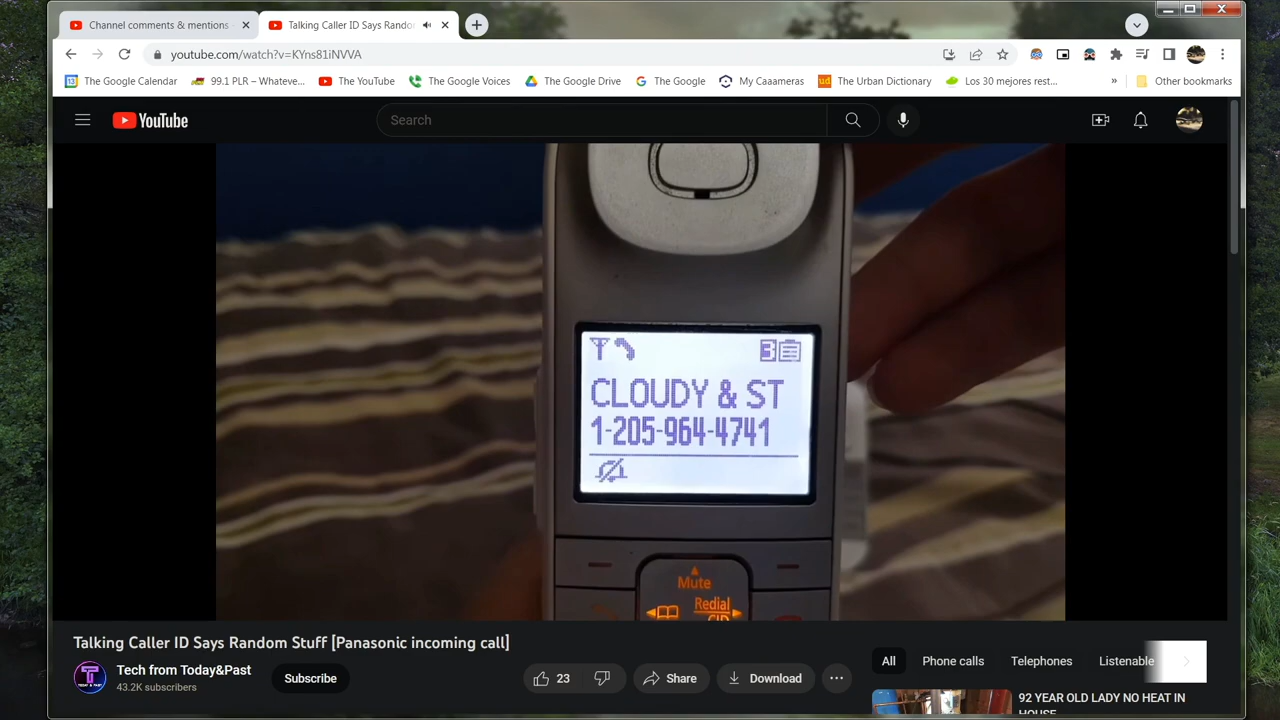 Channel comments & mentions
Talking Caller ID Says Random
youtube.com/watch?v=KYns81iNVVA
The Google Calendar
99.1 PLR – Whateve...
The YouTube
The Google Voices
The Google Drive
The Google
My Caaameras
The Urban Dictionary
Los 30 mejores rest...
»
Other bookmarks
YouTube
Search
3
CLOUDY & ST
1-205-964-4741
Mute
Redial
CID
Talking Caller ID Says Random Stuff [Panasonic incoming call]
Tech from Today&Past
43.2K subscribers
Subscribe
23
Share
Download
All
Phone calls
Telephones
Listenable
92 YEAR OLD LADY NO HEAT IN
HOUSE